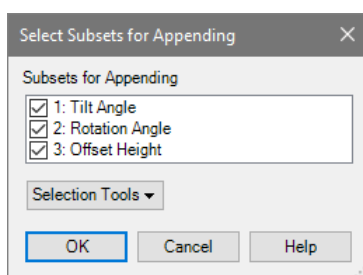 Select Subsets for Appending
Subsets for Appending
1: Tilt Angle
2: Rotation Angle
3: Offset Height
Selection Tools
OK Cancel Help